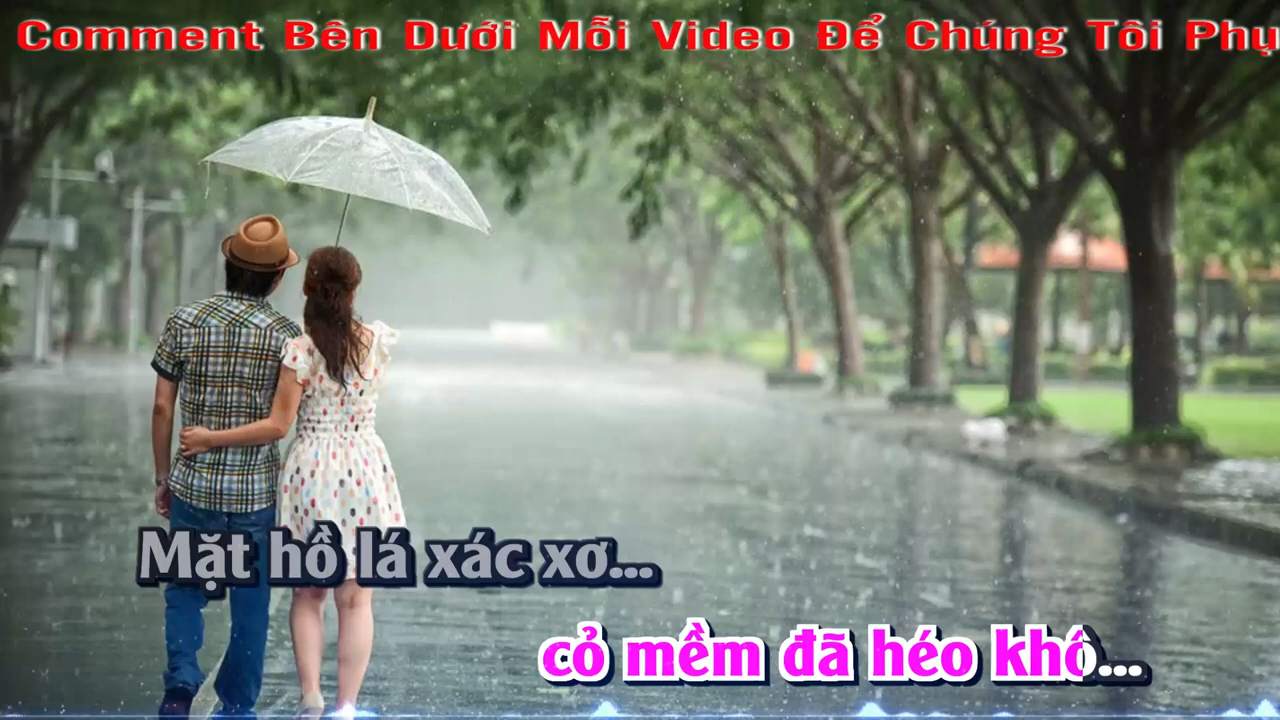 Comment Bên Dưới Mỗi Video Để Chúng Tôi Phụ
Mặt hồ lá xác xơ...
cỏ mềm đã héo khô...